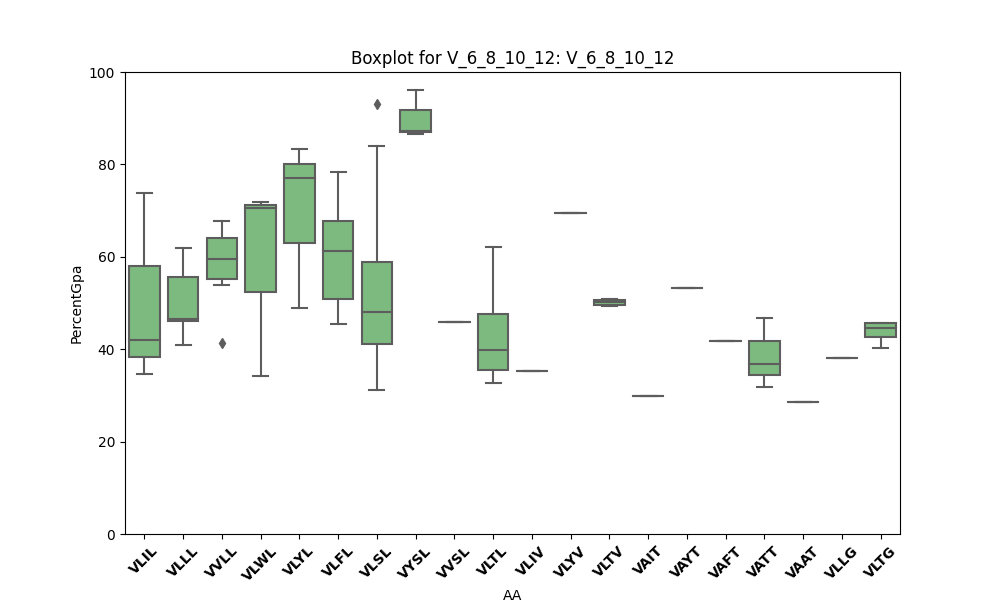 Boxplot for V_6_8_10_12: V_6_8_10_12
PercentGpa
100
80
60
40
20
0
VLIL VLLL VVLL VLWL VLYL VLFL VLSL VYSL VVSL VLTL VLIV VLYV VLTV VAIT VAYT VAFT VATT VAAT VLLG VLTG
AA